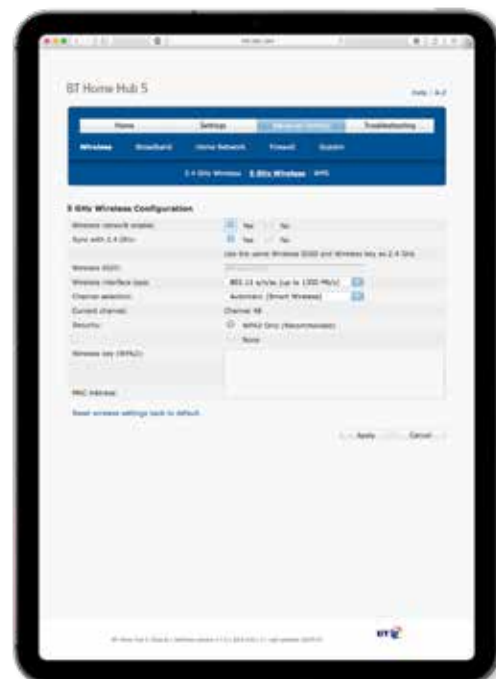 BT Home Hub 5
Help A-Z
Home Settings Advanced Settings Troubleshooting
Wireless Broadband Home Network Firewall System
2.4 GHz Wireless 5 GHz Wireless WPS
5 GHz Wireless Configuration
Wireless network enable: Yes No
Sync with 2.4 GHz: Yes No
Use the same Wireless SSID and Wireless key as 2.4 GHz
Wireless SSID:
Wireless interface type: 802.11 a/n/ac (up to 1300 Mb/s)
Channel selection: Automatic (Smart Wireless)
Current channel: Channel 48
Security: WPA2 Only (Recommended)
None
Wireless key (WPA2):
MAC Address:
Reset wireless settings back to default.
Apply Cancel
BT